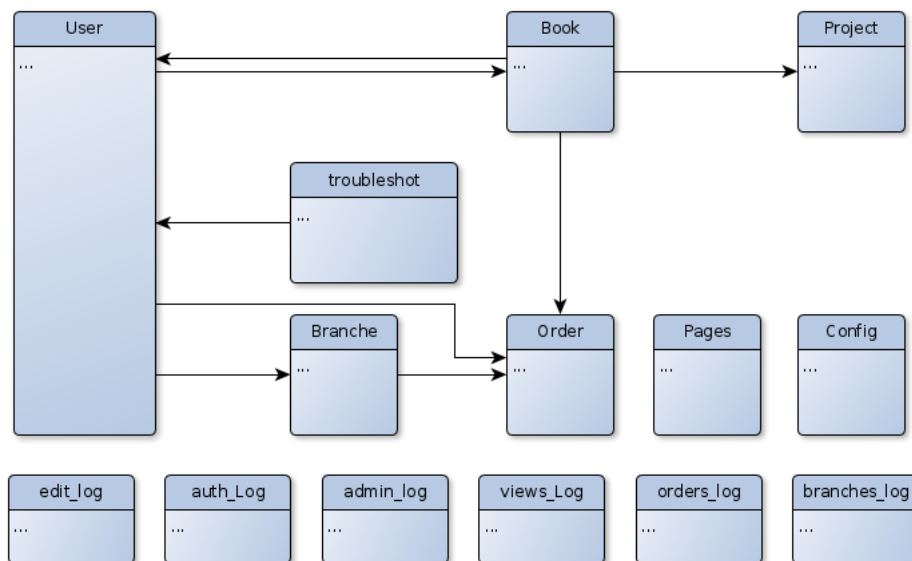 User
...
Book
...
Project
...
troubleshot
...
Branche
...
Order
...
Pages
...
Config
...
edit_log
...
auth_Log
...
admin_log
...
views_Log
...
orders_log
...
branches_log
...